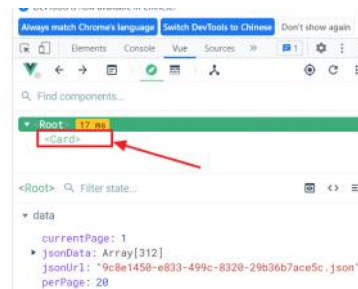 Always match Chrome's language Switch DevTools to Chinese Don't show again
Elements Console Vue Sources » 1
Find components...
<Root> 17 ms
<Card>
<Root> Filter state...
data
currentPage: 1
jsonData: Array[312]
jsonUrl: "9c8e1450-e833-499c-8320-29b36b7ace5c.json"
perPage: 20